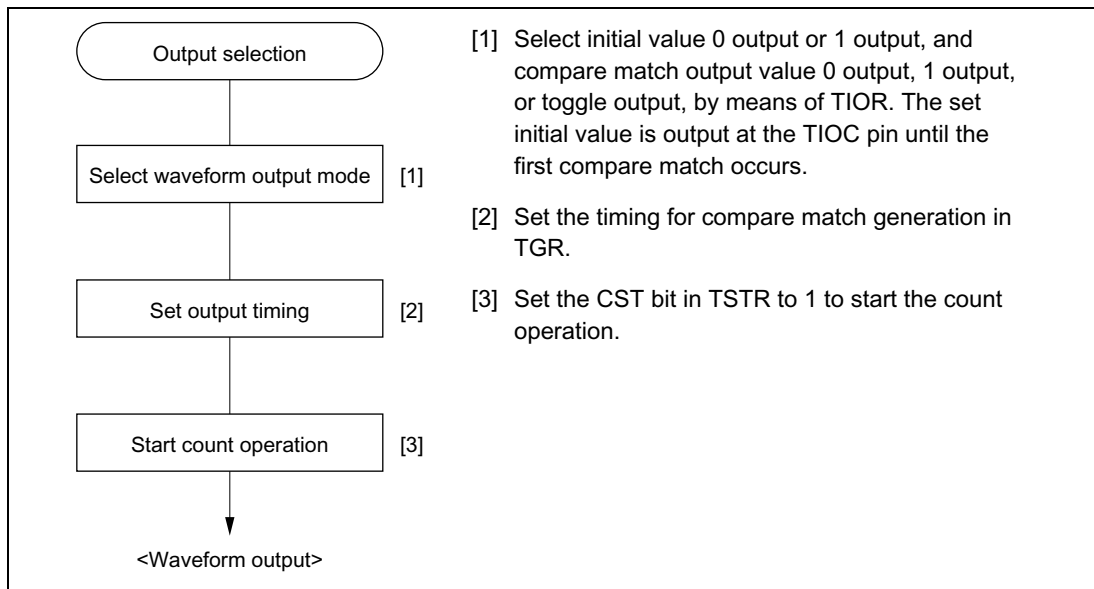 Output selection
Select waveform output mode [1]
Set output timing [2]
Start count operation [3]
<Waveform output>
[1] Select initial value 0 output or 1 output, and
compare match output value 0 output, 1 output,
or toggle output, by means of TIOR. The set
initial value is output at the TIOC pin until the
first compare match occurs.
[2] Set the timing for compare match generation in
TGR.
[3] Set the CST bit in TSTR to 1 to start the count
operation.